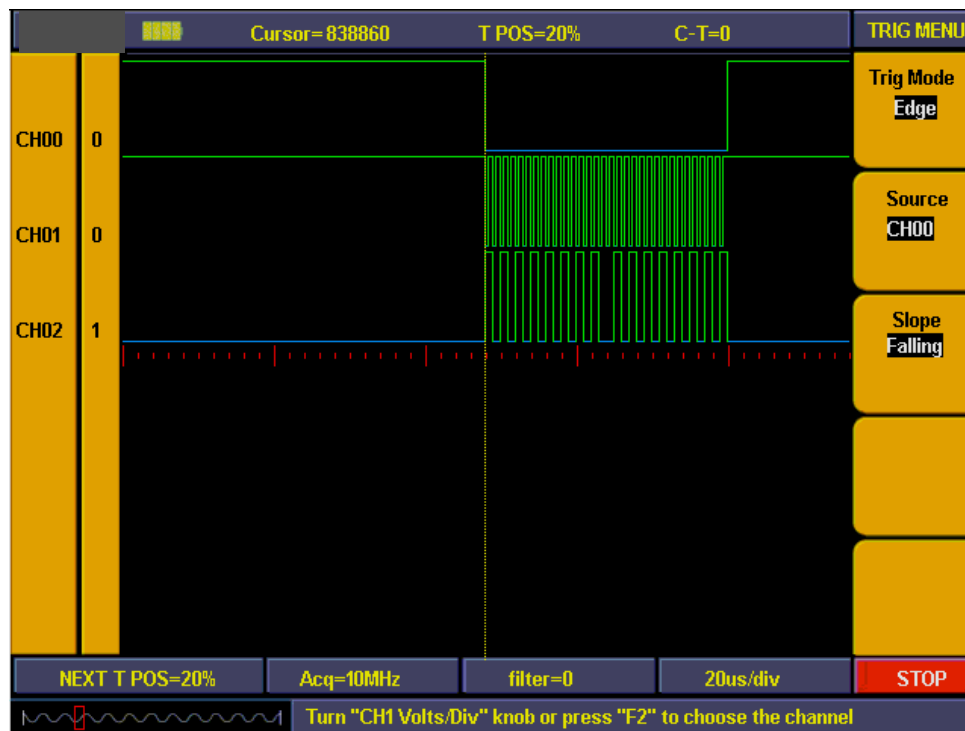 Cursor=838860 T POS=20% C-T=0 TRIG MENU
Trig Mode
Edge
CH00 0
Source
CH00
CH01 0
Slope
Falling
CH02 1
NEXT T POS=20% Acq=10MHz filter=0 20us/div STOP
Turn "CH1 Volts/Div" knob or press "F2" to choose the channel